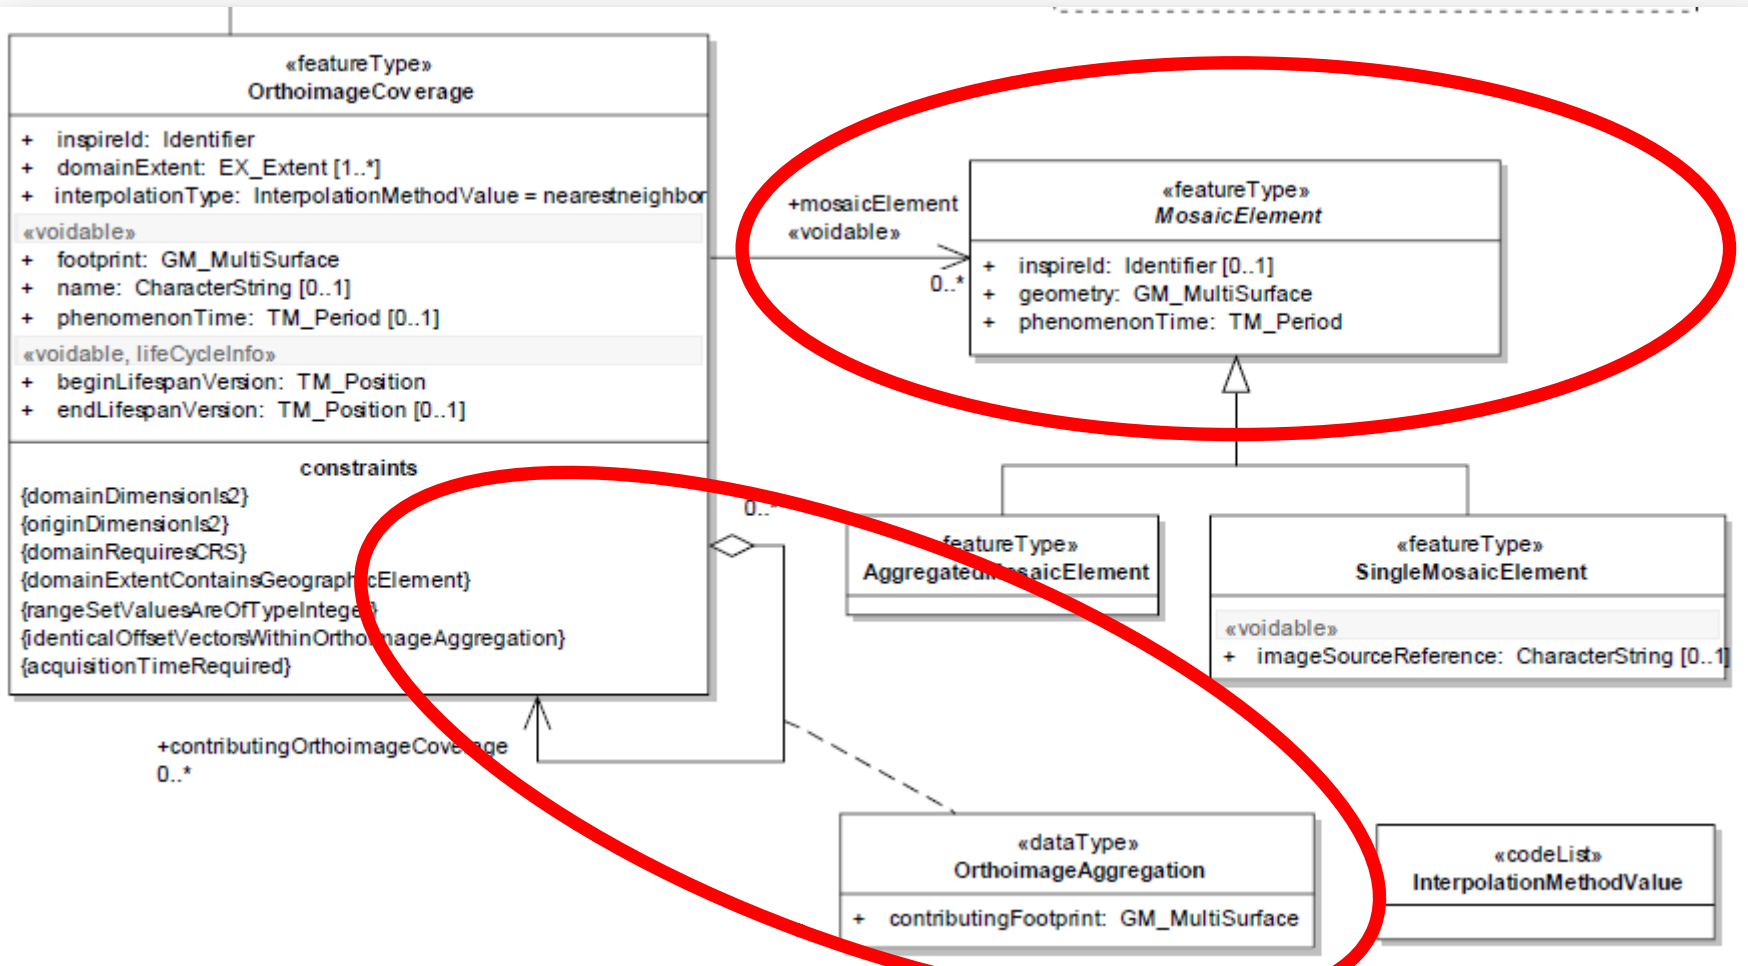 «featureType»
OrthoimageCoverage
+ inspireId: Identifier
+ domainExtent: EX_Extent [1..*]
+ interpolationType: InterpolationMethodValue = nearestneighbor
«voidable»
+ footprint: GM_MultiSurface
+ name: CharacterString [0..1]
+ phenomenonTime: TM_Period [0..1]
«voidable, lifeCycleInfo»
+ beginLifespanVersion: TM_Position
+ endLifespanVersion: TM_Position [0..1]
constraints
{domainDimensionIs2}
{originDimensionIs2}
{domainRequiresCRS}
{domainExtentContainsGeographicElement}
{rangeSetValuesAreOfTypeInteger}
{identicalOffsetVectorsWithinOrthoImageAggregation}
{acquisitionTimeRequired}
+mosaicElement
«voidable»
0..*
«featureType»
MosaicElement
+ inspireId: Identifier [0..1]
+ geometry: GM_MultiSurface
+ phenomenonTime: TM_Period
0..*
featureType»
AggregatedMosaicElement
«featureType»
SingleMosaicElement
«voidable»
+ imageSourceReference: CharacterString [0..1]
+contributingOrthoimageCoverage
0..*
«dataType»
OrthoimageAggregation
+ contributingFootprint: GM_MultiSurface
«codeList»
InterpolationMethodValue